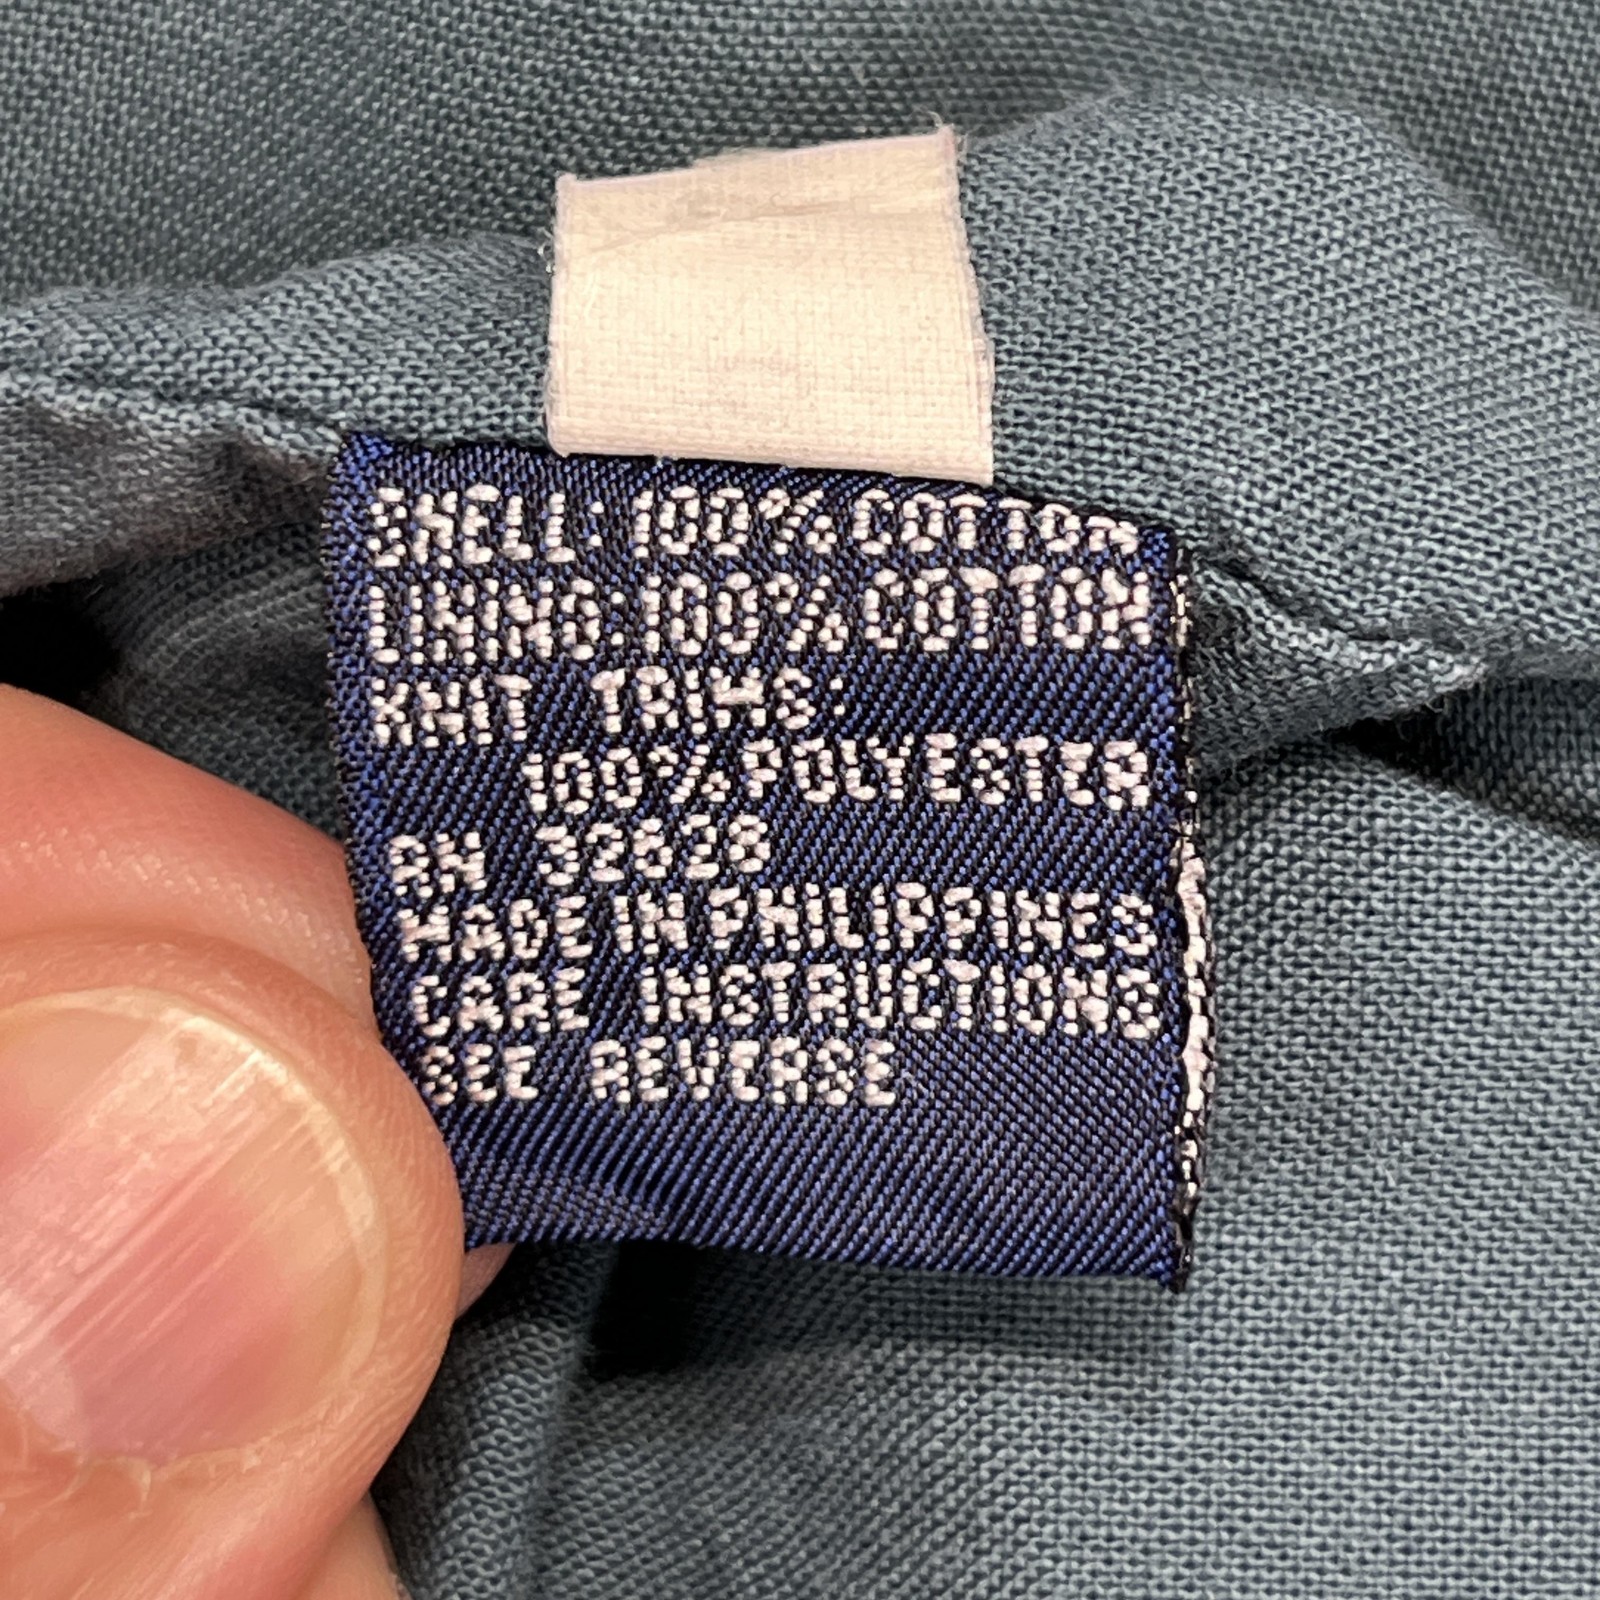 SHELL: 100% COTTON
LINING: 100% COTTON
KNIT TRIMS:
100% POLYESTER
RN 32628
MADE IN PHILIPPINES
CARE INSTRUCTIONS
SEE REVERSE